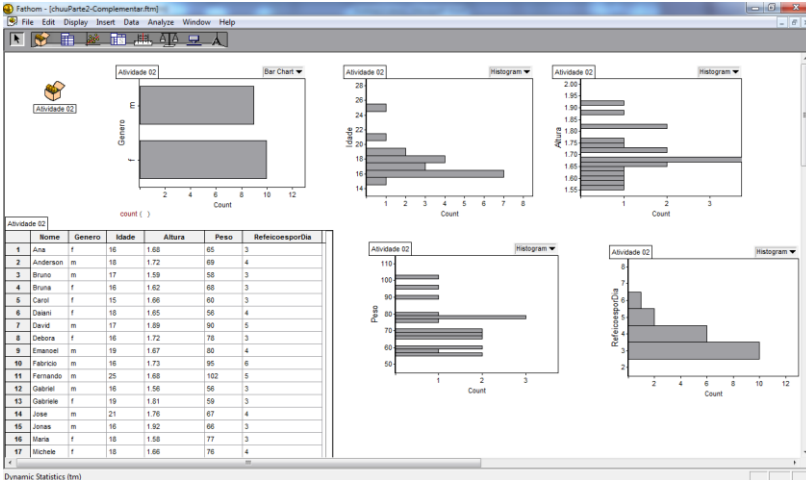 Fathom - [chuuParte2-Complementar.ftm]
File Edit Display Insert Data Analyze Window Help
Atividade 02
Atividade 02
Bar Chart
Genero
m
f
2 4 6 8 10 12
Count
count ( )
Atividade 02
Histogram
Idade
28
26
24
22
20
18
16
14
1 2 3 4 5 6 7 8
Count
Atividade 02
Histogram
Altura
2.00
1.95
1.90
1.85
1.80
1.75
1.70
1.65
1.60
1.55
1 2 3
Count
Atividade 02
Nome Genero Idade Altura Peso RefeicoesporDia
1 Ana f 16 1.68 65 3
2 Anderson m 18 1.72 69 4
3 Bruno m 17 1.59 58 3
4 Bruna f 16 1.62 68 3
5 Carol f 15 1.66 60 3
6 Daiani f 18 1.65 56 4
7 David m 17 1.89 90 5
8 Debora f 16 1.72 78 3
9 Emanoel m 19 1.67 80 4
10 Fabricio m 16 1.73 95 6
11 Fernando m 25 1.68 102 5
12 Gabriel m 16 1.56 56 3
13 Gabriele f 19 1.81 59 3
14 Jose m 21 1.76 67 4
15 Jonas m 16 1.92 66 3
16 Maria f 18 1.58 77 3
17 Michele f 18 1.66 76 4
Atividade 02
Histogram
Peso
110
100
90
80
70
60
50
1 2 3
Count
Atividade 02
Histogram
RefeicoesporDia
8
7
6
5
4
3
2
2 4 6 8 10 12
Count
Dynamic Statistics (tm)